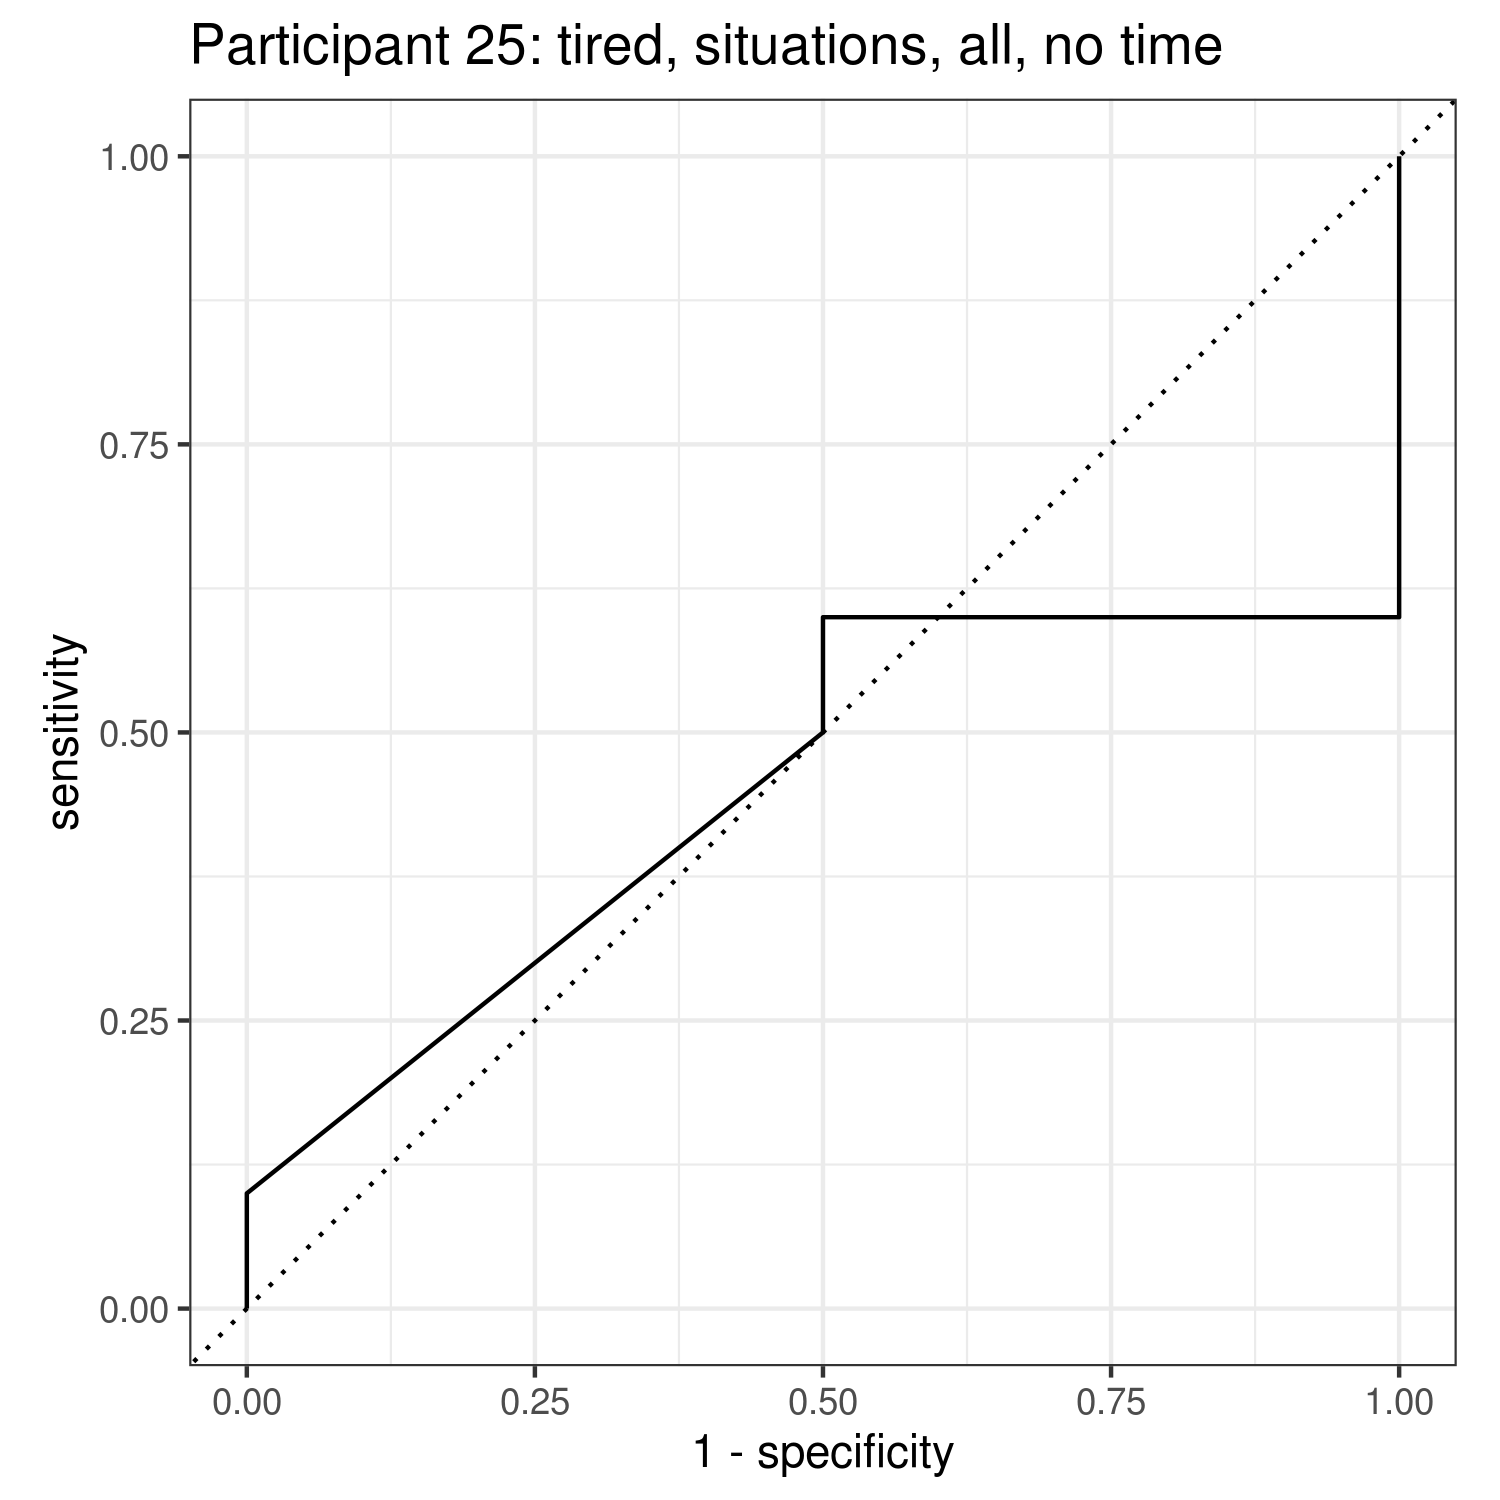 Participant 25: tired, situations, all, no time
1.00
0.75
0.50
0.25
0.00
sensitivity
0.00 0.25 0.50 0.75 1.00
1 - specificity